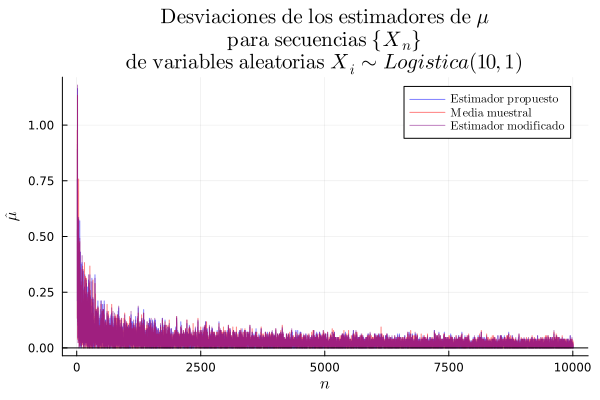 Desviaciones de los estimadores de μ
para secuencias {Xₙ}
de variables aleatorias Xᵢ ∼ Logistica(10, 1)
Estimador propuesto
Media muestral
Estimador modificado
1.00
0.75
0.50
0.25
0.00
μ̂
0
2500
5000
7500
10000
n